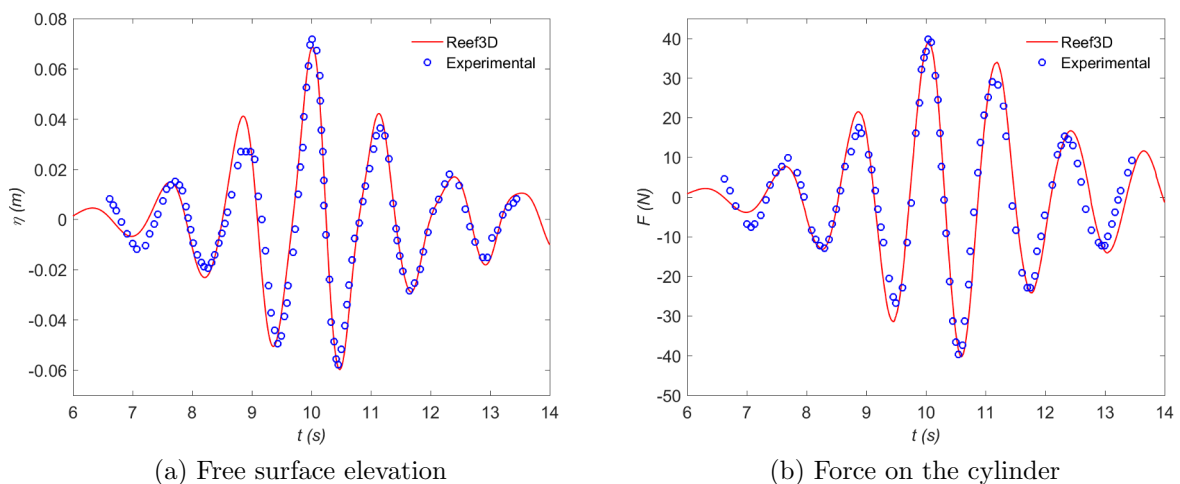 0.08
0.06
0.04
0.02
0
-0.02
-0.04
-0.06
η (m)
6 7 8 9 10 11 12 13 14
t (s)
Reef3D
Experimental
(a) Free surface elevation
40
30
20
10
0
-10
-20
-30
-40
-50
F (N)
6 7 8 9 10 11 12 13 14
t (s)
Reef3D
Experimental
(b) Force on the cylinder